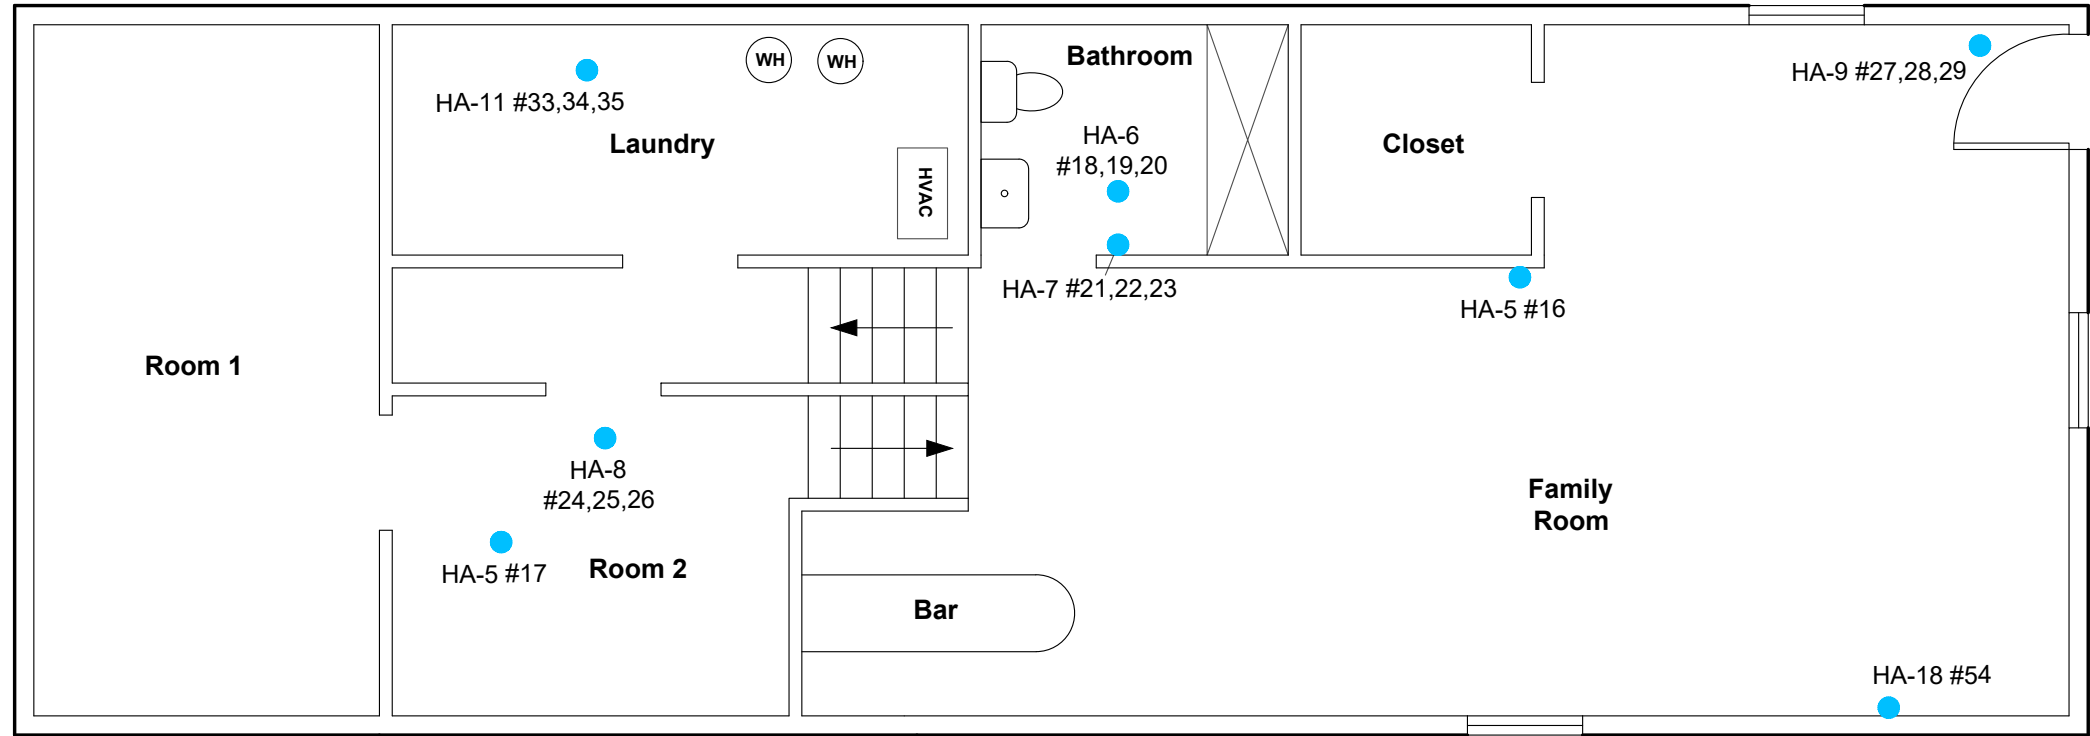 WH
WH
Bathroom
HA-9 #27,28,29
HA-11 #33,34,35
Laundry
HA-6
#18,19,20
Closet
HVAC
HA-7 #21,22,23
HA-5 #16
Room 1
HA-8
#24,25,26
Family
Room
HA-5 #17
Room 2
Bar
HA-18 #54